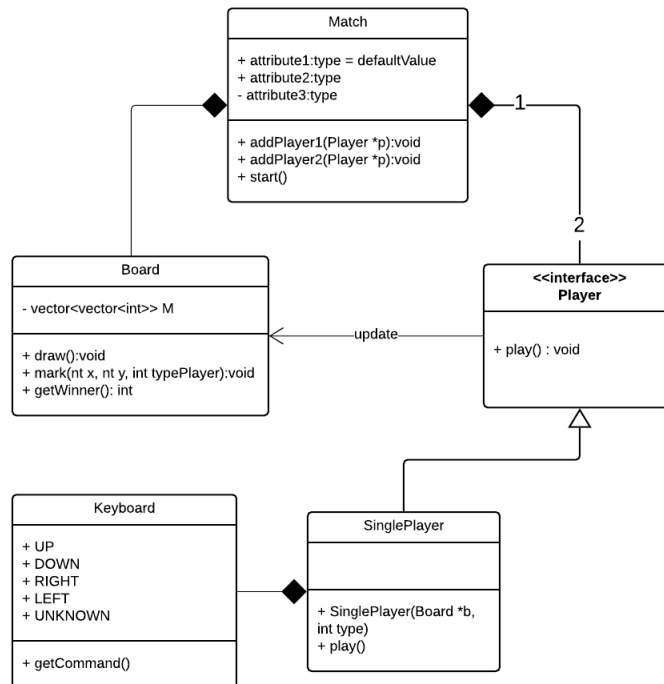 Match
+ attribute1:type = defaultValue
+ attribute2:type
- attribute3:type
+ addPlayer1(Player *p):void
+ addPlayer2(Player *p):void
+ start()
1
2
Board
- vector<vector<int>> M
+ draw():void
+ mark(nt x, nt y, int typePlayer):void
+ getWinner(): int
update
<<interface>>
Player
+ play() : void
Keyboard
+ UP
+ DOWN
+ RIGHT
+ LEFT
+ UNKNOWN
+ getCommand()
SinglePlayer
+ SinglePlayer(Board *b,
int type)
+ play()